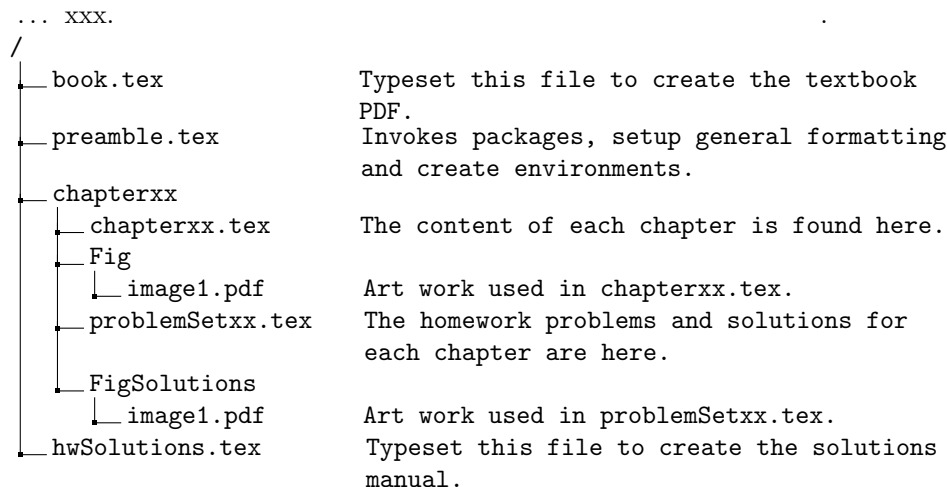 ... xxx. .
/
book.tex Typeset this file to create the textbook
PDF.
preamble.tex Invokes packages, setup general formatting
and create environments.
chapterxx
chapterxx.tex The content of each chapter is found here.
Fig
image1.pdf Art work used in chapterxx.tex.
problemSetxx.tex The homework problems and solutions for
each chapter are here.
FigSolutions
image1.pdf Art work used in problemSetxx.tex.
hwSolutions.tex Typeset this file to create the solutions
manual.